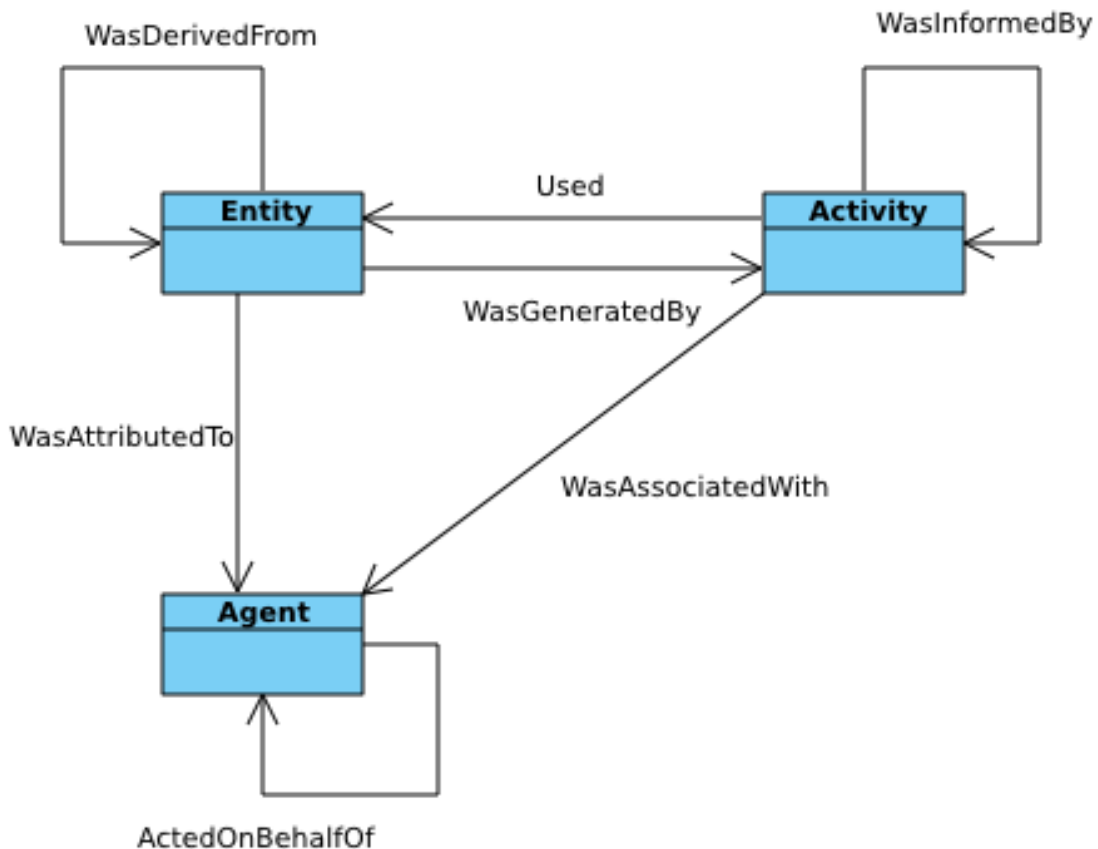 WasInformedBy
WasDerivedFrom
Used
Entity
Activity
WasGeneratedBy
WasAttributedTo
WasAssociatedWith
Agent
ActedOnBehalfOf